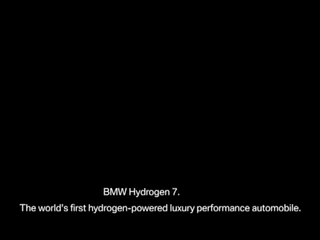 BMW Hydrogen 7.
The world's first hydrogen-powered luxury performance automobile.